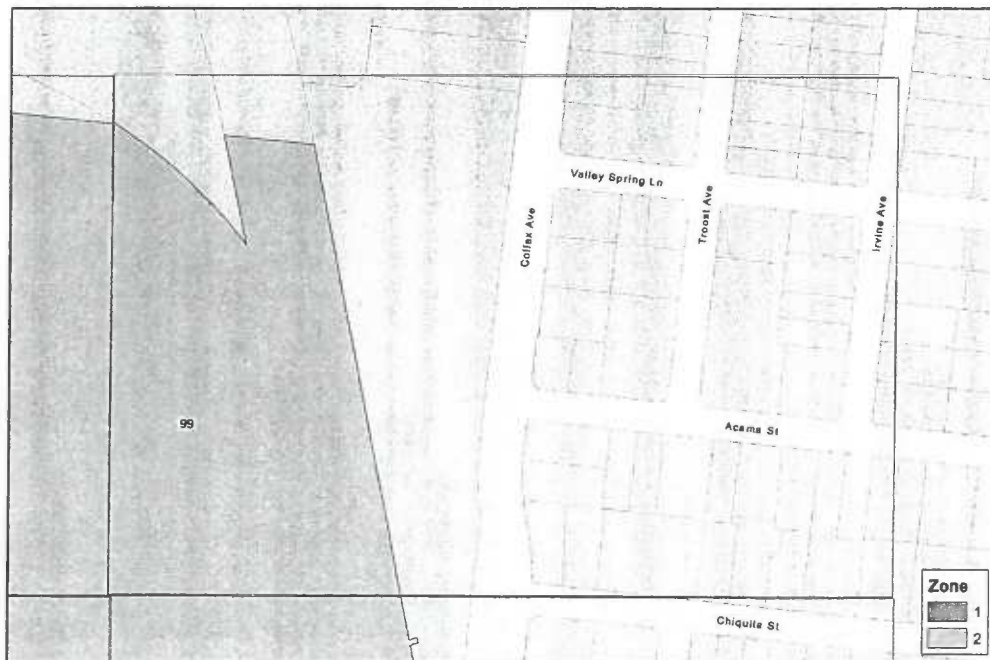 Valley Spring Ln
Colfax Ave
Troost Ave
Irvine Ave
99
Acama St
Chiquita St
Zone
1
2